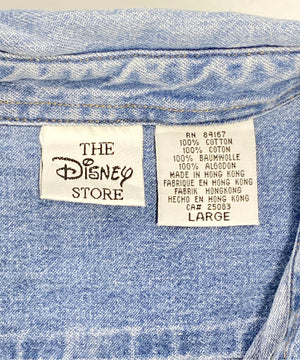 THE
Disney
STORE
RN 84167
100% COTTON
100% COTON
100% BAUMWOLLE
100% ALGODON
MADE IN HONG KONG
FABRIQUE EN HONG KONG
FABRIK HONGKONG
HECHO EN HONG KONG
CA# 25083
LARGE